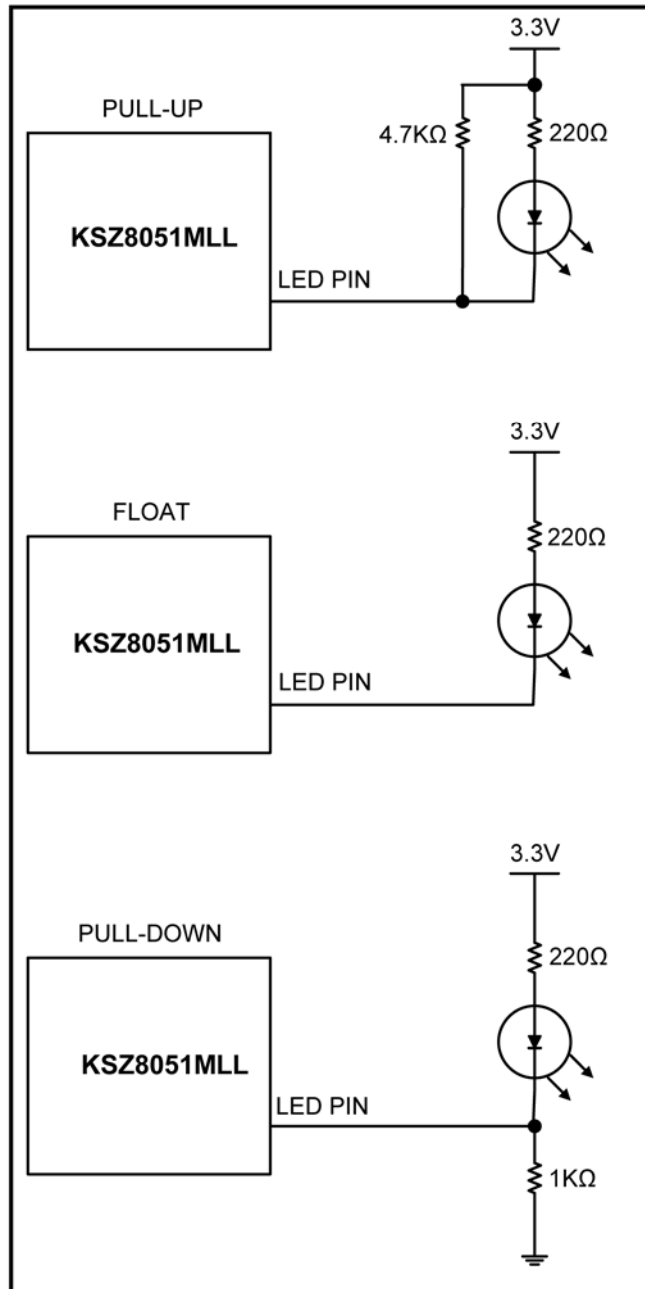 3.3V
PULL-UP
4.7KΩ
220Ω
KSZ8051MLL
LED PIN
3.3V
FLOAT
220Ω
KSZ8051MLL
LED PIN
3.3V
PULL-DOWN
220Ω
KSZ8051MLL
LED PIN
1KΩ